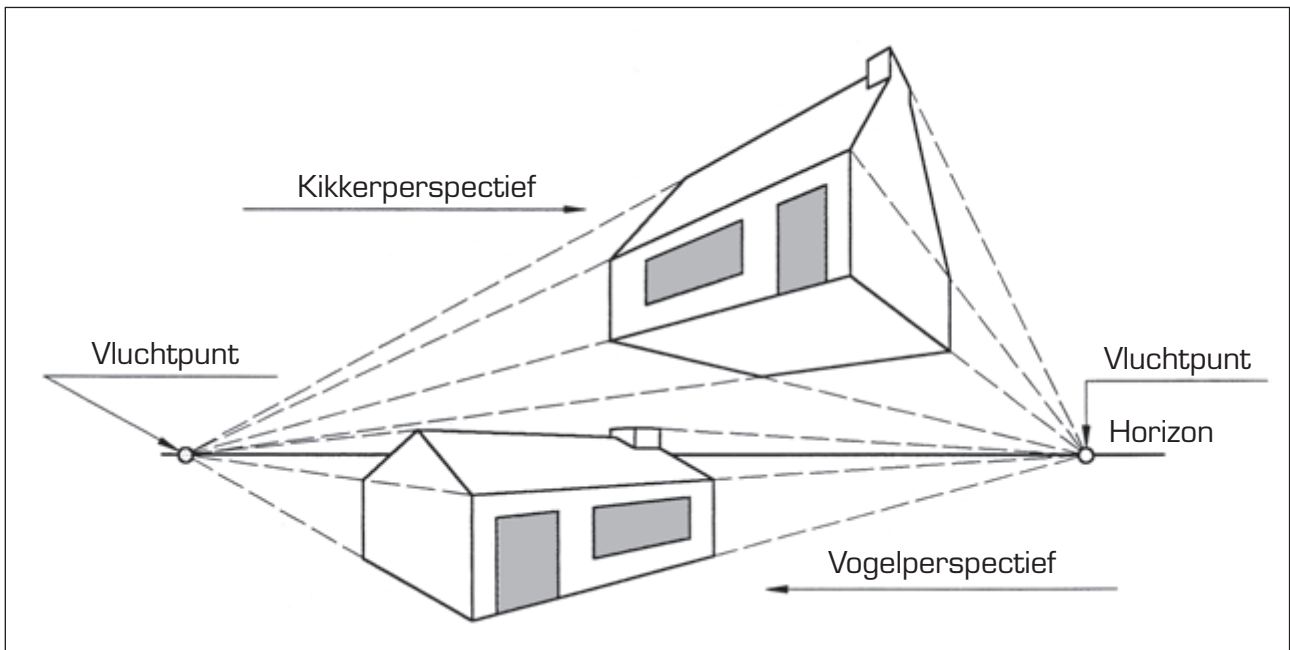 Kikkerperspectief
Vluchtpunt
Vluchtpunt
Horizon
Vogelperspectief